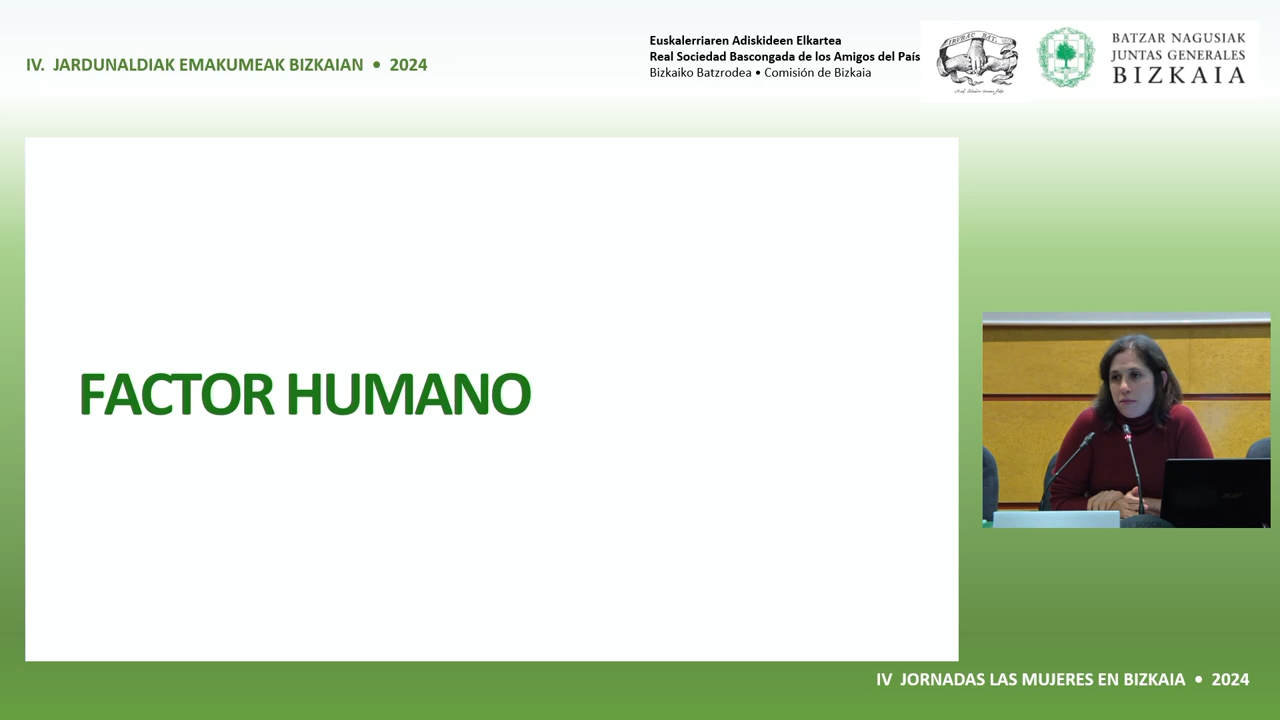 IV. JARDUNALDIAK EMAKUMEAK BIZKAIAN • 2024
Euskalerriaren Adiskideen Elkartea
Real Sociedad Bascongada de los Amigos del País
Bizkaiko Batzrodea • Comisión de Bizkaia
BATZAR NAGUSIAK
JUNTAS GENERALES
BIZKAIA
FACTOR HUMANO
acer
IV JORNADAS LAS MUJERES EN BIZKAIA • 2024